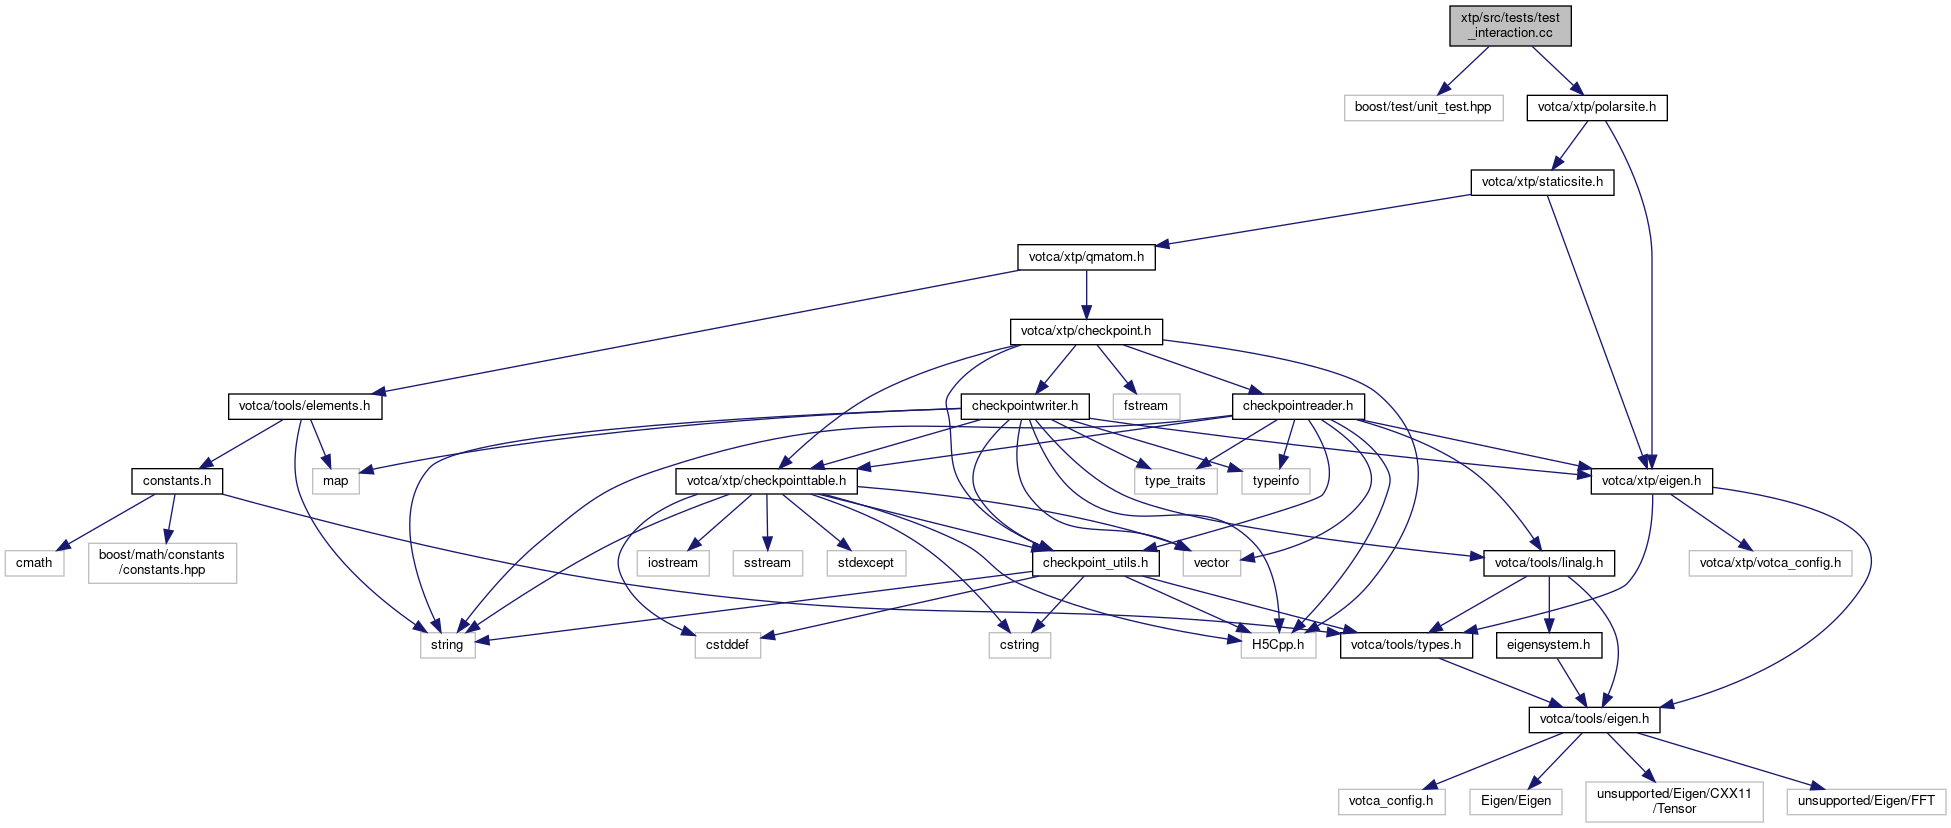 xtp/src/tests/test
_interaction.cc
boost/test/unit_test.hpp
votca/xtp/polarsite.h
votca/xtp/staticsite.h
votca/xtp/qmatom.h
votca/xtp/checkpoint.h
votca/tools/elements.h
checkpointwriter.h
fstream
checkpointreader.h
constants.h
map
votca/xtp/checkpointtable.h
type_traits
typeinfo
votca/xtp/eigen.h
cmath
boost/math/constants
/constants.hpp
iostream
sstream
stdexcept
checkpoint_utils.h
vector
votca/tools/linalg.h
votca/xtp/votca_config.h
string
cstddef
cstring
H5Cpp.h
votca/tools/types.h
eigensystem.h
votca/tools/eigen.h
votca_config.h
Eigen/Eigen
unsupported/Eigen/CXX11
/Tensor
unsupported/Eigen/FFT